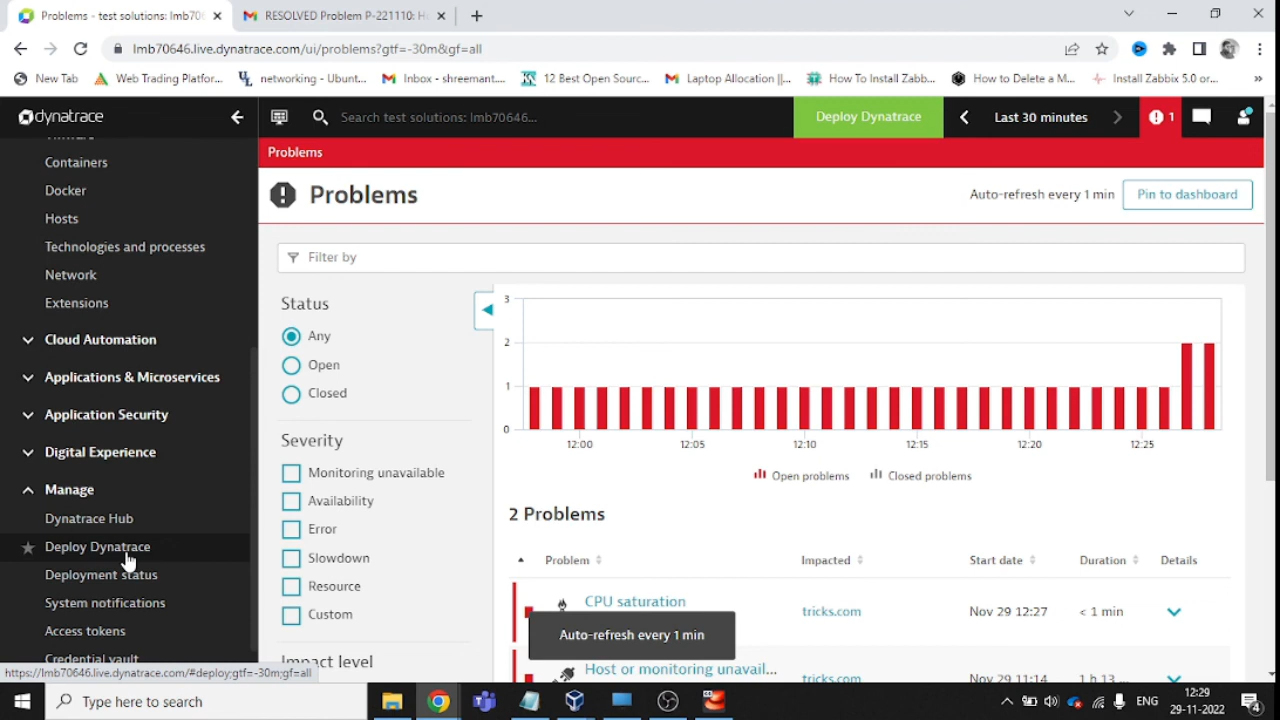 Problems - test solutions: lmb70
RESOLVED Problem P-221110: H
lmb70646.live.dynatrace.com/ui/problems?gtf=-30m&gf=all
New Tab
Web Trading Platfor...
networking - Ubunt...
Inbox - shreemant....
12 Best Open Sourc...
Laptop Allocation ||...
How To Install Zabb...
How to Delete a M...
Install Zabbix 5.0 or...
»
dynatrace
Search test solutions: lmb70646...
Deploy Dynatrace
Last 30 minutes
1
Containers
Docker
Hosts
Technologies and processes
Network
Extensions
Cloud Automation
Applications & Microservices
Application Security
Digital Experience
Manage
Dynatrace Hub
Deploy Dynatrace
Deployment status
System notifications
Access tokens
Credential vault
https://lmb70646.live.dynatrace.com/#deploy;gtf=-30m;gf=all
Problems
Problems
Auto-refresh every 1 min
Pin to dashboard
Filter by
Status
Any
Open
Closed
Severity
Monitoring unavailable
Availability
Error
Slowdown
Resource
Custom
Impact level
3
2
1
0
12:00
12:05
12:10
12:15
12:20
12:25
Open problems
Closed problems
2 Problems
Problem
Impacted
Start date
Duration
Details
CPU saturation
tricks.com
Nov 29 12:27
< 1 min
Auto-refresh every 1 min
Host or monitoring unavail...
tricks.com
Nov 29 11:14
1 h 13 ...
Type here to search
ENG
12:29
29-11-2022
4